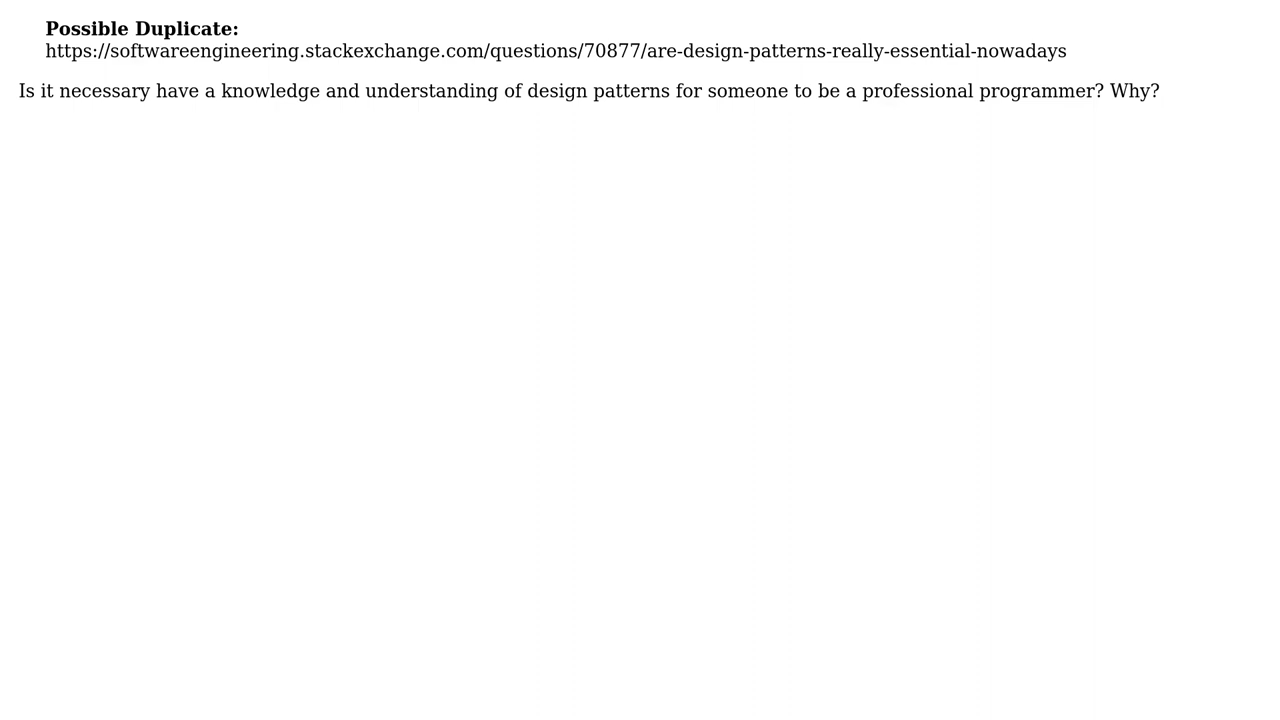 Possible Duplicate:
https://softwareengineering.stackexchange.com/questions/70877/are-design-patterns-really-essential-nowadays
Is it necessary have a knowledge and understanding of design patterns for someone to be a professional programmer? Why?